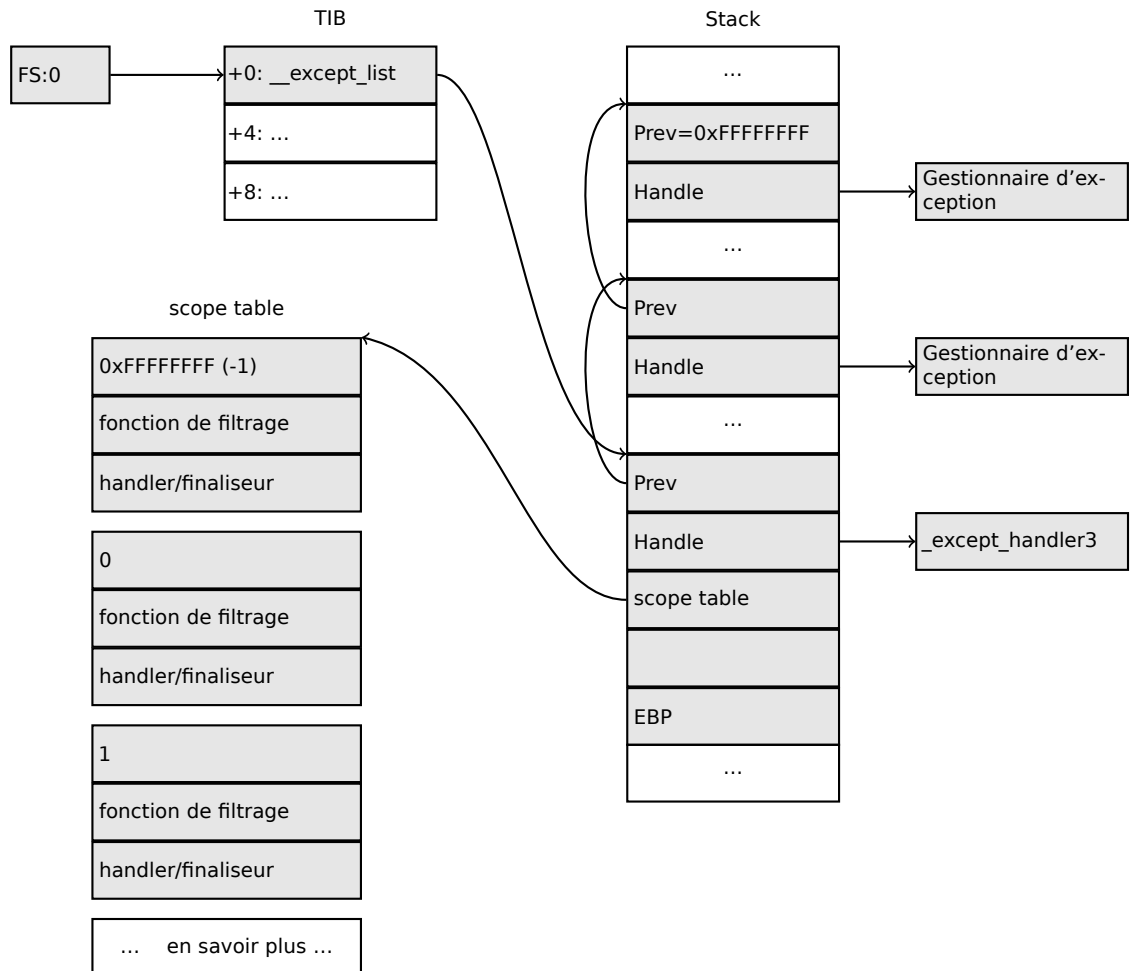 TIB
Stack
FS:0
+0: __except_list
+4: …
+8: …
…
Prev=0xFFFFFFFF
Handle
…
Prev
Handle
…
Prev
Handle
scope table
EBP
…
Gestionnaire d’ex-
ception
Gestionnaire d’ex-
ception
_except_handler3
scope table
0xFFFFFFFF (-1)
fonction de filtrage
handler/finaliseur
0
fonction de filtrage
handler/finaliseur
1
fonction de filtrage
handler/finaliseur
… en savoir plus …